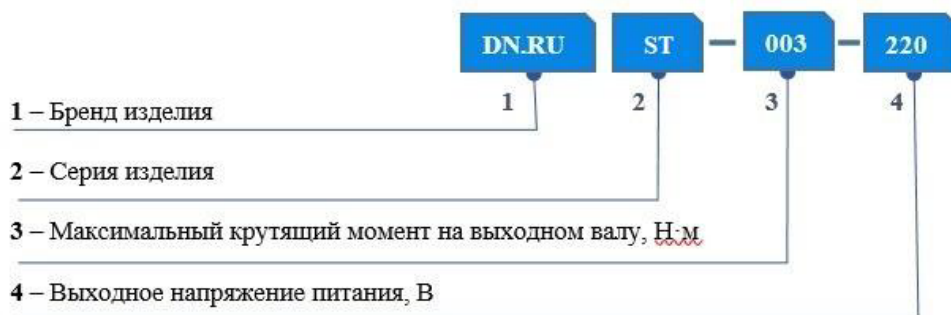 DN.RU ST – 003 – 220
1 2 3 4
1 – Бренд изделия
2 – Серия изделия
3 – Максимальный крутящий момент на выходном валу, Н·м
4 – Выходное напряжение питания, В